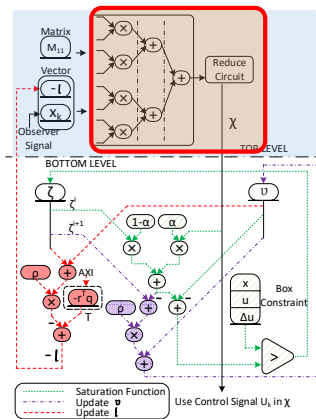 Matrix
M₁₁
Vector
-l
Xₖ
Observer
Signal
Reduce
Circuit
χ
TOP LEVEL
BOTTOM LEVEL
ζ
υ
ζⁱ
ζⁱ⁺¹
1-α
α
ρ
AXI
-rᵀq
T
ρ
-l
x
u
Δu
Box
Constraint
>
Saturation Function
Update υ
Update l
Use Control Signal Uₖ in χ